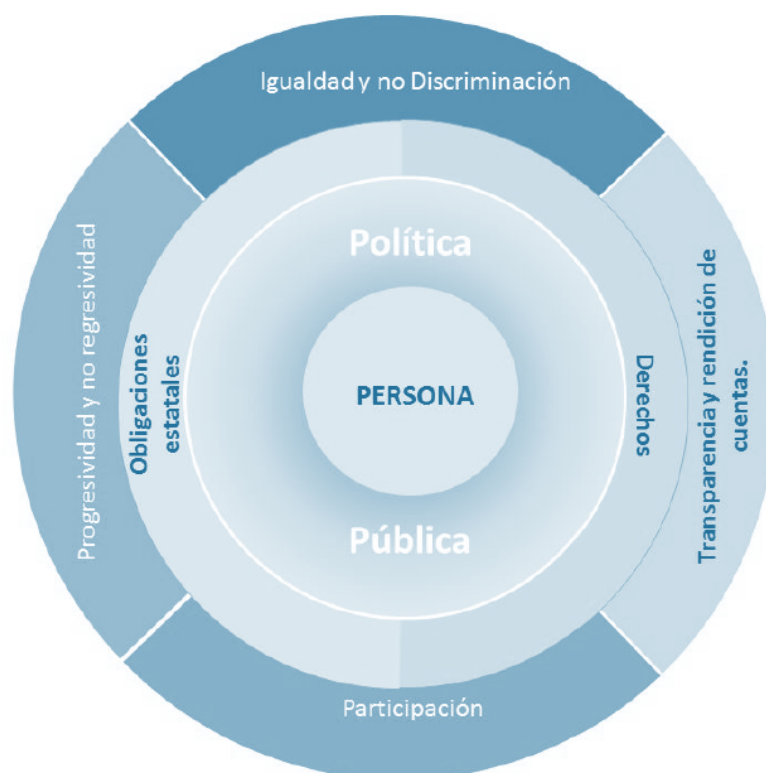 Igualdad y no Discriminación
Progresividad y no regresividad
Obligaciones
estatales
Política
PERSONA
Pública
Derechos
Transparencia y rendición de
cuentas.
Participación